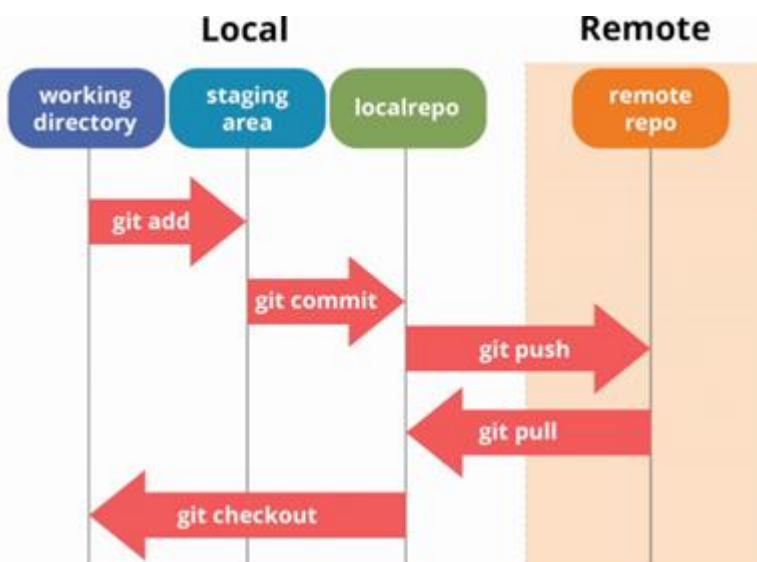 Local
Remote
working
directory
staging
area
localrepo
remote
repo
git add
git commit
git push
git pull
git checkout